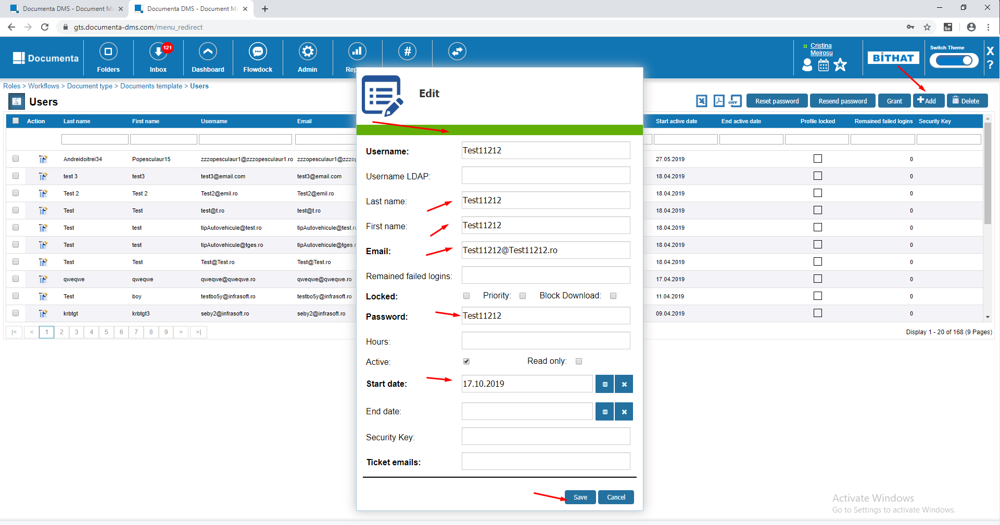 Documenta DMS - Document Ma
Documenta DMS - Document Ma
gts.documenta-dms.com/menu_redirect
Se
Documenta
Folders
121
Inbox
Dashboard
Flowdock
Admin
Rep
#
Cristina
Meirosu
BITHAT
Switch Theme
X
?
Roles > Workflows > Document type > Documents template > Users
Users
CSV
Reset password
Resend password
Grant
Add
Delete
Action Last name First name Username Email Start active date End active date Profile locked Remained failed logins Security Key
Andreidoitrei34 Popesculaur15 zzzopesculaur1@zzzopesculaur1.ro zzzopesculaur1@zzzop 27.05.2019 0
test 3 test3 test3@email.com test3@email.com 18.04.2019 0
Test 2 Test 2 Test2@emil.ro Test2@emil.ro 18.04.2019 0
Test Test test@t.ro test@t.ro 18.04.2019 0
Test test tipAutovehicule@test.ro tipAutovehicule@test.r 18.04.2019 0
Test test tipAutovehicule@tges.ro tipAutovehicule@tges.r 18.04.2019 0
Test Test Test@Test.ro Test@Test.ro 18.04.2019 0
qweqwe qweqwe qweqwe@qweqwe.ro qweqwe@qweqwe.ro 17.04.2019 0
Test boy testbo5y@infrasoft.ro testbo5y@infrasoft.ro 11.04.2019 0
krbtgt krbtgt3 seby2@infrasoft.ro seby2@infrasoft.ro 09.04.2019 0
|< < 1 2 3 4 5 6 7 8 9 > >|
Display 1 - 20 of 168 (9 Pages)
Edit
Username: Test11212
Username LDAP:
Last name: Test11212
First name: Test11212
Email: Test11212@Test11212.ro
Remained failed logins:
Locked: Priority: Block Download:
Password: Test11212
Hours:
Active: Read only:
Start date: 17.10.2019
End date:
Security Key:
Ticket emails:
Save Cancel
Activate Windows
Go to Settings to activate Windows.